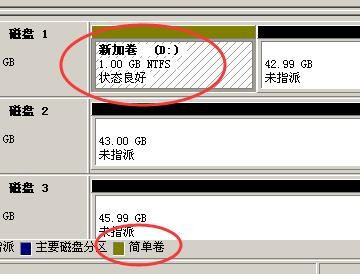 磁盘 1
GB
新加卷 (D:)
1.00 GB NTFS
状态良好
42.99 GB
未指派
磁盘 2
GB
43.00 GB
未指派
磁盘 3
GB
45.99 GB
未指派
指派 主要磁盘分区 简单卷